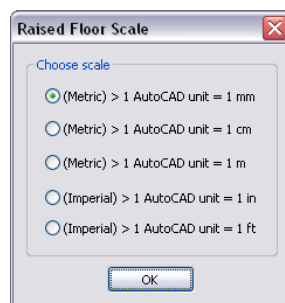 Raised Floor Scale
Choose scale
(Metric) > 1 AutoCAD unit = 1 mm
(Metric) > 1 AutoCAD unit = 1 cm
(Metric) > 1 AutoCAD unit = 1 m
(Imperial) > 1 AutoCAD unit = 1 in
(Imperial) > 1 AutoCAD unit = 1 ft
OK